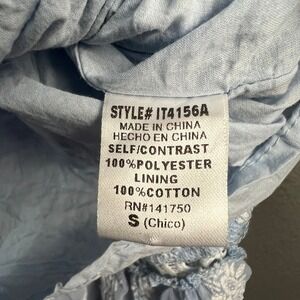 STYLE# IT4156A
MADE IN CHINA
HECHO EN CHINA
SELF/CONTRAST
100%POLYESTER
LINING
100%COTTON
RN#141750
S (Chico)